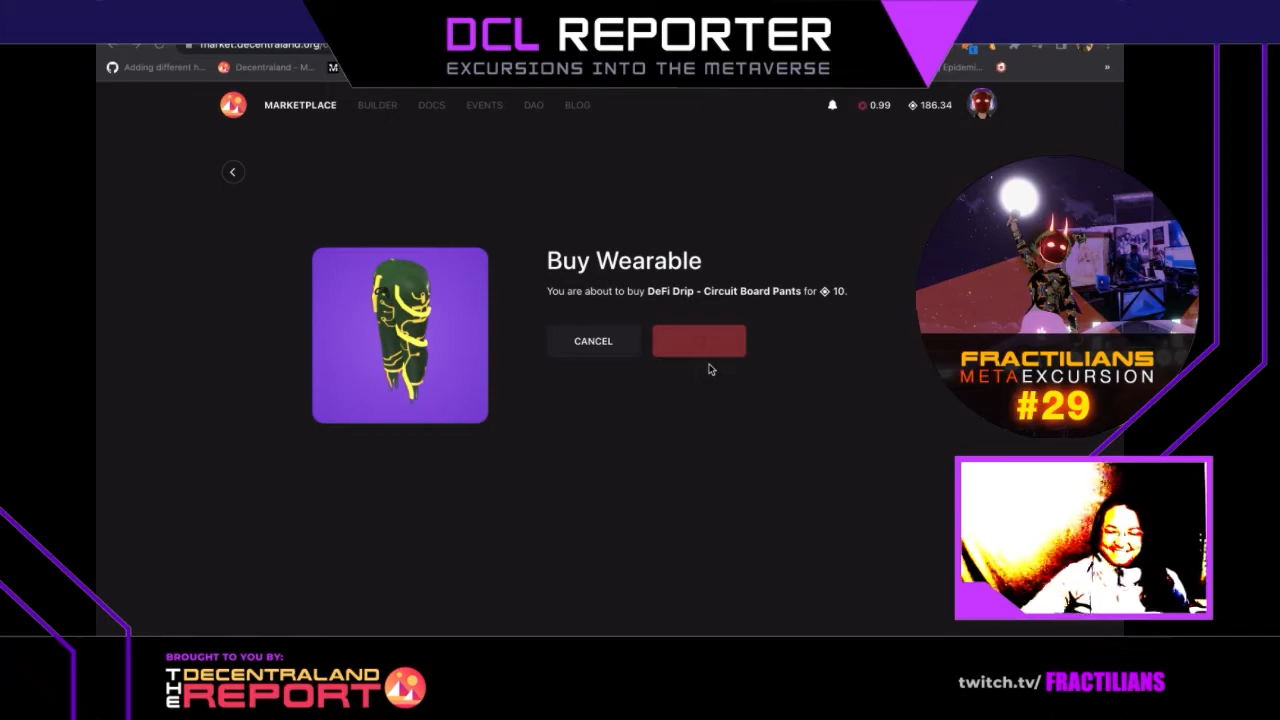 DCL REPORTER
EXCURSIONS INTO THE METAVERSE
market.decentraland.org
Adding different h...
Decentraland - M...
Epidemi...
»
MARKETPLACE BUILDER DOCS EVENTS DAO BLOG
0.99 186.34
Buy Wearable
You are about to buy DeFi Drip - Circuit Board Pants for 10.
CANCEL
FRACTILIANS
METAEXCURSION
#29
BROUGHT TO YOU BY:
THE DECENTRALAND
REPORT
twitch.tv/ FRACTILIANS